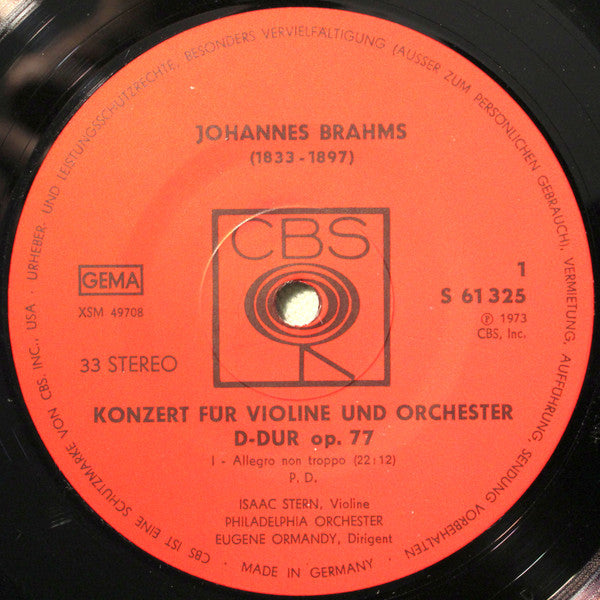 JOHANNES BRAHMS
(1833-1897)
CBS
GEMA
XSM 49708
33 STEREO
1
S 61 325
℗ 1973
CBS, Inc.
KONZERT FÜR VIOLINE UND ORCHESTER
D-DUR op. 77
I - Allegro non troppo (22:12)
P. D.
ISAAC STERN, Violine
PHILADELPHIA ORCHESTER
EUGENE ORMANDY, Dirigent
CBS IST EINE SCHUTZMARKE VON CBS. INC., USA • URHEBER- UND LEISTUNGSSCHUTZRECHTE, BESONDERS VERVIELFÄLTIGUNG (AUSSER ZUM PERSÖNLICHEN GEBRAUCH), VERMIETUNG, AUFFÜHRUNG, SENDUNG VORBEHALTEN
• MADE IN GERMANY •